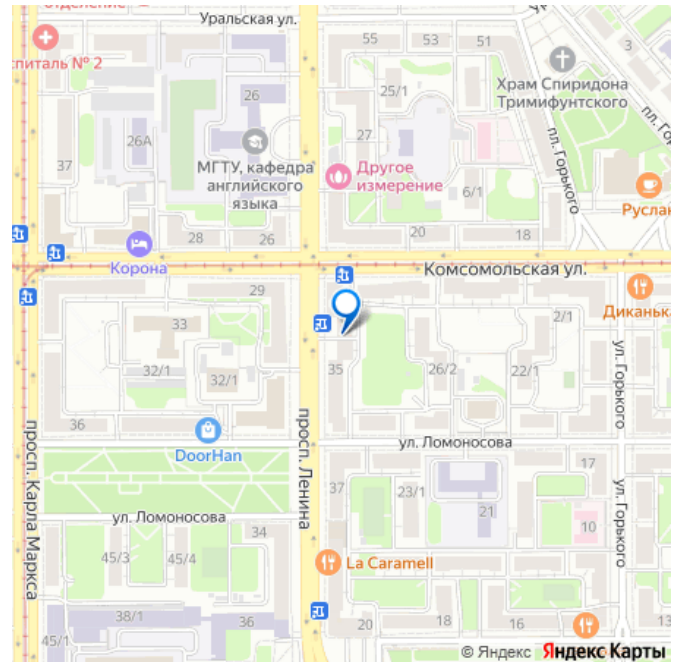 отделение
Уральская ул.
спиталь № 2
55
53
51
3
25/1
Храм Спиридона
Тримифунтского
пл. Горького
пл. Го
26
26А
МГТУ, кафедра
английского
языка
27
37
Другое
измерение
6/1
Руслан
28
26
20
18
Корона
Комсомольская ул.
29
Диканька
33
2/1
32/1
32/1
35
26/2
22/1
ул. Горького
36
DoorHan
просп. Ленина
просп. Карла Маркса
ул. Ломоносова
17
37
23/1
21
10
ул. Горького
ул. Ломоносова
34
45/3
45/4
La Caramell
38/1
36
45/1
20
18
16
13
© Яндекс Яндекс Карты